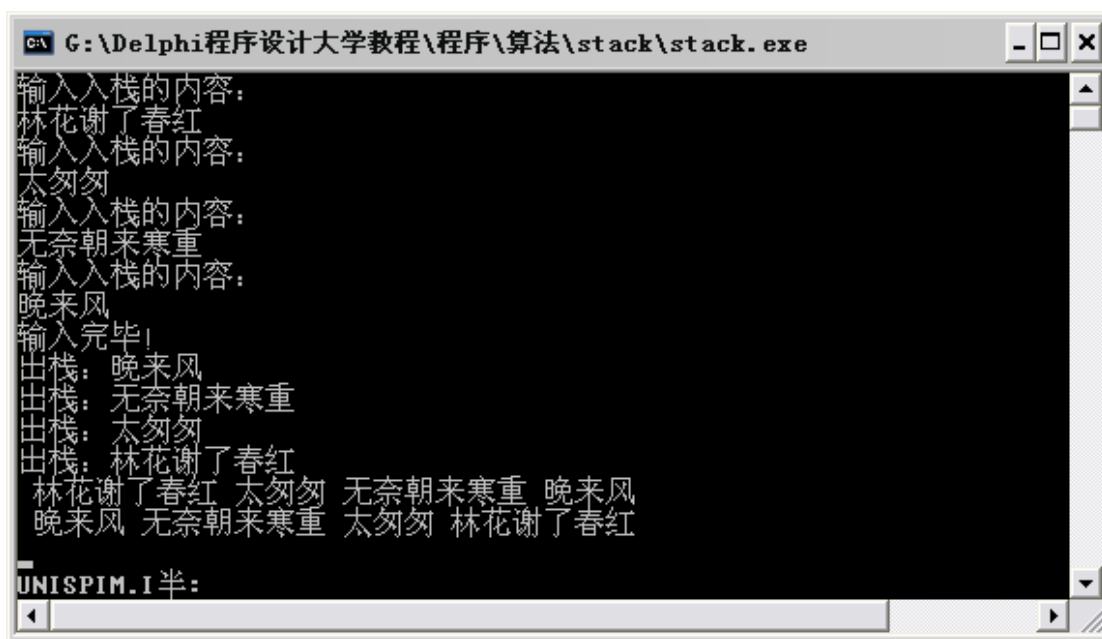 G:\Delphi程序设计大学教程\程序\算法\stack\stack.exe
输入入栈的内容：
林花谢了春红
输入入栈的内容：
太匆匆
输入入栈的内容：
无奈朝来寒重
输入入栈的内容：
晚来风
输入完毕！
出栈：晚来风
出栈：无奈朝来寒重
出栈：太匆匆
出栈：林花谢了春红
林花谢了春红 太匆匆 无奈朝来寒重 晚来风
晚来风 无奈朝来寒重 太匆匆 林花谢了春红
UNISPIM.I半: